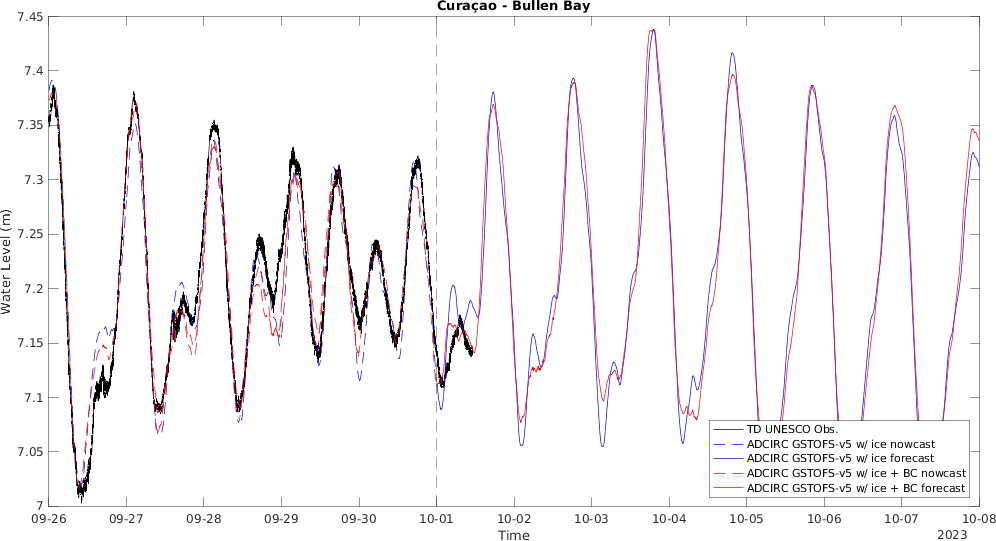 Curaçao - Bullen Bay
7.45
7.4
7.35
7.3
7.25
7.2
7.15
7.1
7.05
7
Water Level (m)
TD UNESCO Obs.
ADCIRC GSTOFS-v5 w/ ice nowcast
ADCIRC GSTOFS-v5 w/ ice forecast
ADCIRC GSTOFS-v5 w/ ice + BC nowcast
ADCIRC GSTOFS-v5 w/ ice + BC forecast
09-26 09-27 09-28 09-29 09-30 10-01 10-02 10-03 10-04 10-05 10-06 10-07 10-08
Time
2023